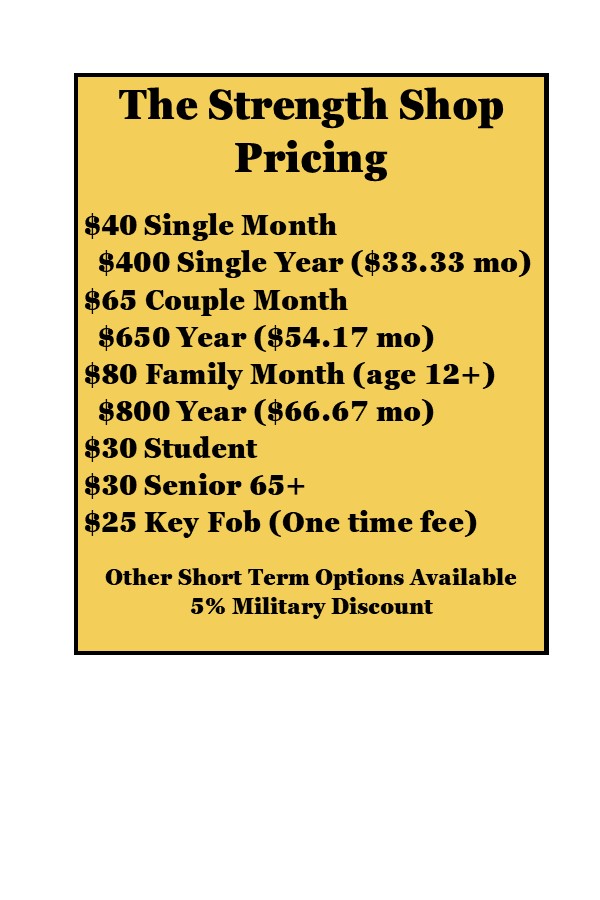 The Strength Shop
Pricing
$40 Single Month
$400 Single Year ($33.33 mo)
$65 Couple Month
$650 Year ($54.17 mo)
$80 Family Month (age 12+)
$800 Year ($66.67 mo)
$30 Student
$30 Senior 65+
$25 Key Fob (One time fee)
Other Short Term Options Available
5% Military Discount